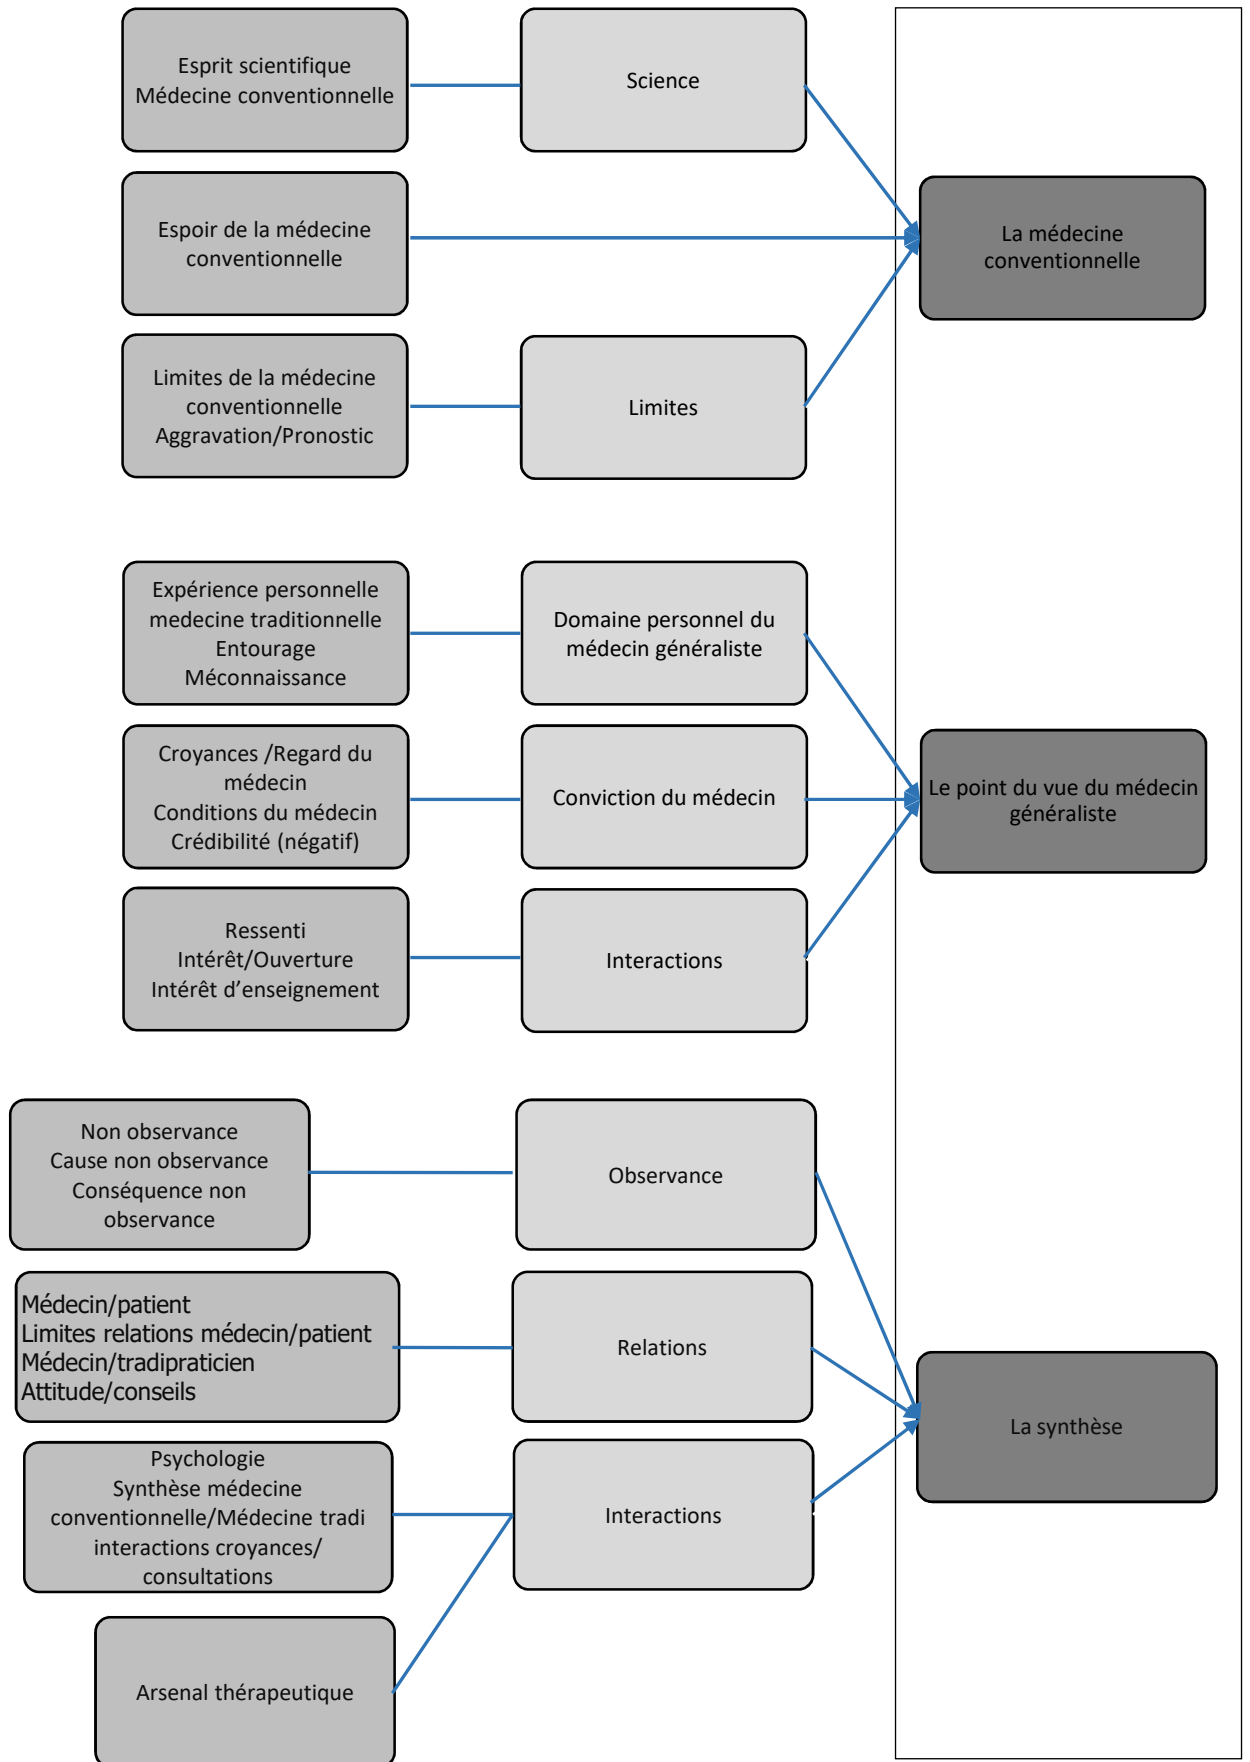 Esprit scientifique
Médecine conventionnelle
Science
Espoir de la médecine
conventionnelle
La médecine
conventionnelle
Limites de la médecine
conventionnelle
Aggravation/Pronostic
Limites
Expérience personnelle
medecine traditionnelle
Entourage
Méconnaissance
Domaine personnel du
médecin généraliste
Croyances /Regard du
médecin
Conditions du médecin
Crédibilité (négatif)
Conviction du médecin
Le point du vue du médecin
généraliste
Ressenti
Intérêt/Ouverture
Intérêt d’enseignement
Interactions
Non observance
Cause non observance
Conséquence non
observance
Observance
Médecin/patient
Limites relations médecin/patient
Médecin/tradipraticien
Attitude/conseils
Relations
La synthèse
Psychologie
Synthèse médecine
conventionnelle/Médecine tradi
interactions croyances/
consultations
Interactions
Arsenal thérapeutique